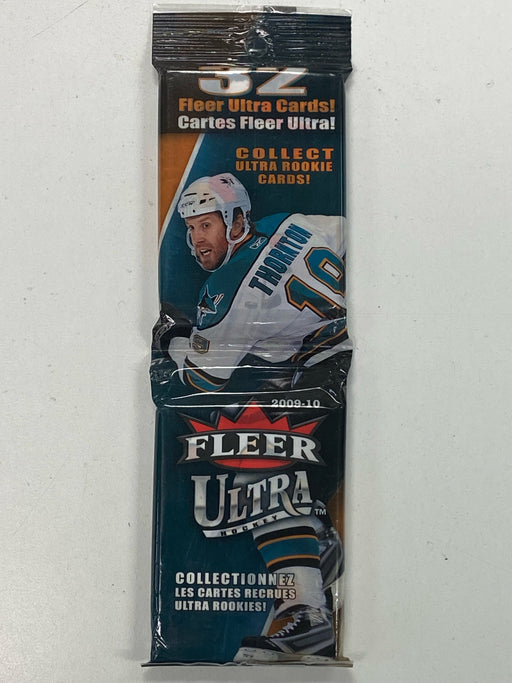 32
Fleer Ultra Cards!
Cartes Fleer Ultra!
COLLECT
ULTRA ROOKIE
CARDS!
THORNTON
19
2009-10
FLEER
ULTRA™
HOCKEY
COLLECTIONNEZ
LES CARTES RECRUES
ULTRA ROOKIES!